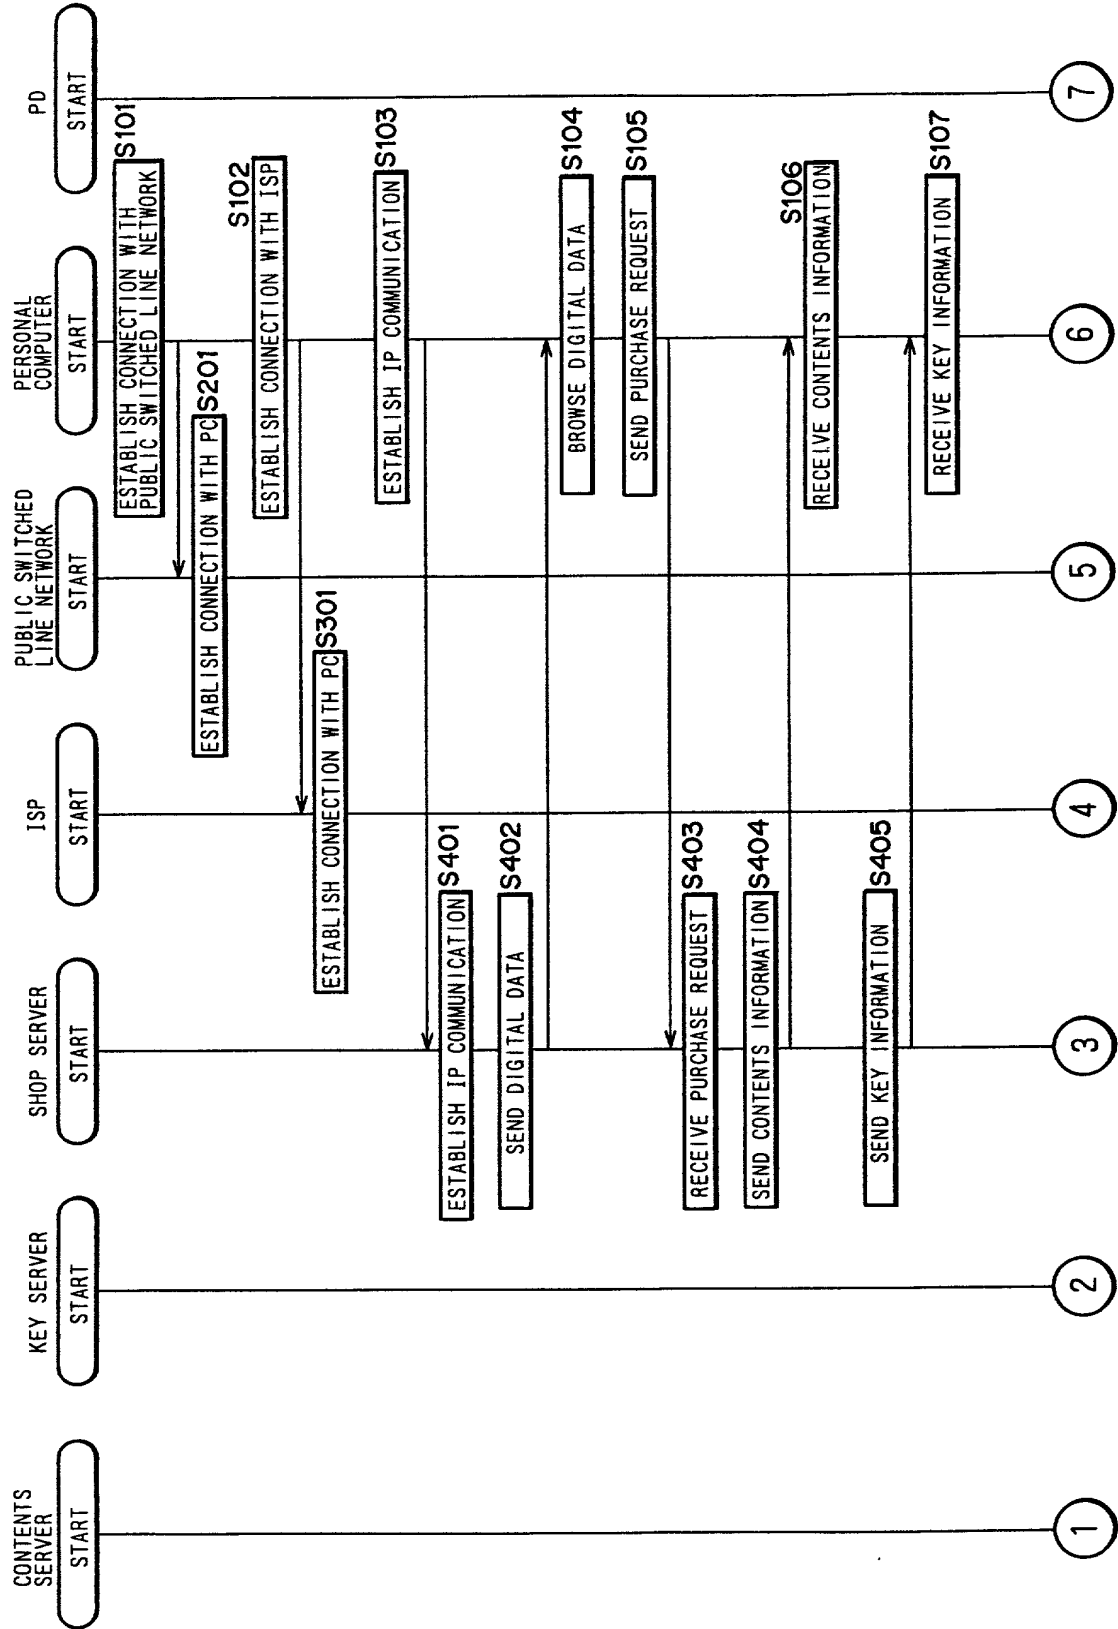 CONTENTS
SERVER
START
KEY SERVER
START
SHOP SERVER
START
ISP
START
PUBLIC SWITCHED
LINE NETWORK
START
PERSONAL
COMPUTER
START
PD
START
ESTABLISH CONNECTION WITH
PUBLIC SWITCHED LINE NETWORK
S101
ESTABLISH CONNECTION WITH PC
S201
ESTABLISH CONNECTION WITH ISP
S102
ESTABLISH CONNECTION WITH PC
S301
ESTABLISH IP COMMUNICATION
S103
ESTABLISH IP COMMUNICATION
S401
SEND DIGITAL DATA
S402
BROWSE DIGITAL DATA
S104
SEND PURCHASE REQUEST
S105
RECEIVE PURCHASE REQUEST
S403
SEND CONTENTS INFORMATION
S404
RECEIVE CONTENTS INFORMATION
S106
SEND KEY INFORMATION
S405
RECEIVE KEY INFORMATION
S107
1
2
3
4
5
6
7